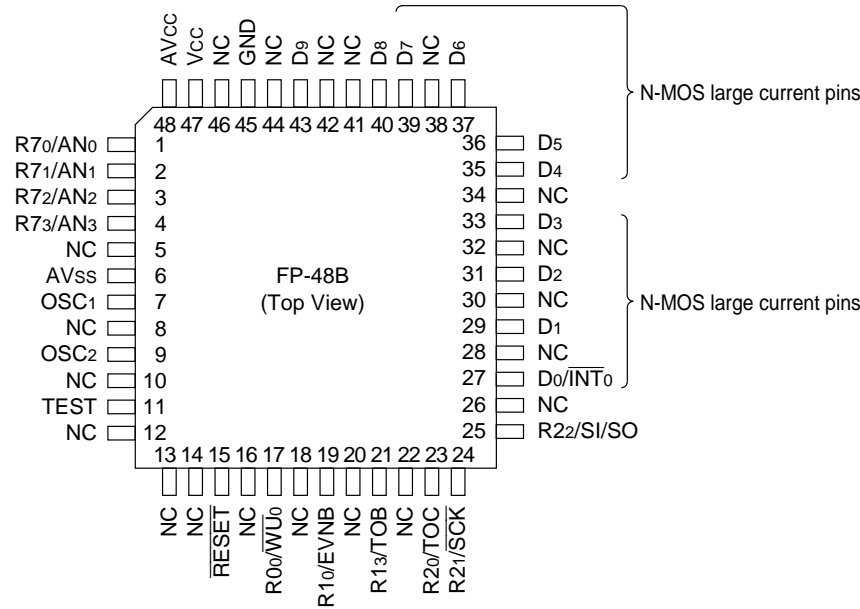 AVCC
VCC
NC
GND
NC
D9
NC
NC
D8
D7
NC
D6
N-MOS large current pins
48 47 46 45 44 43 42 41 40 39 38 37
R70/AN0 1
R71/AN1 2
R72/AN2 3
R73/AN3 4
NC 5
AVSS 6
OSC1 7
NC 8
OSC2 9
NC 10
TEST 11
NC 12
FP-48B
(Top View)
36 D5
35 D4
34 NC
33 D3
32 NC
31 D2
30 NC
29 D1
28 NC
27 D0/INT0
26 NC
25 R22/SI/SO
N-MOS large current pins
13 14 15 16 17 18 19 20 21 22 23 24
NC
NC
RESET
NC
R00/WU0
NC
R10/EVNB
NC
R13/TOB
NC
R20/TOC
R21/SCK